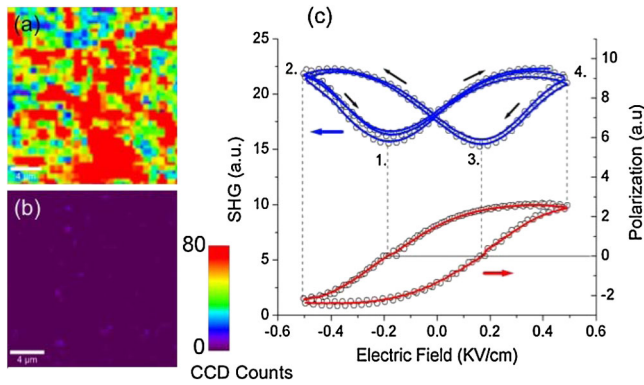 (a)
4 μm
(b)
4 μm
80
0
CCD Counts
(c)
25
20
15
10
5
0
SHG (a.u.)
10
8
6
4
2
0
-2
Polarization (a.u)
2.
4.
1.
3.
-0.6
-0.4
-0.2
0.0
0.2
0.4
0.6
Electric Field (KV/cm)